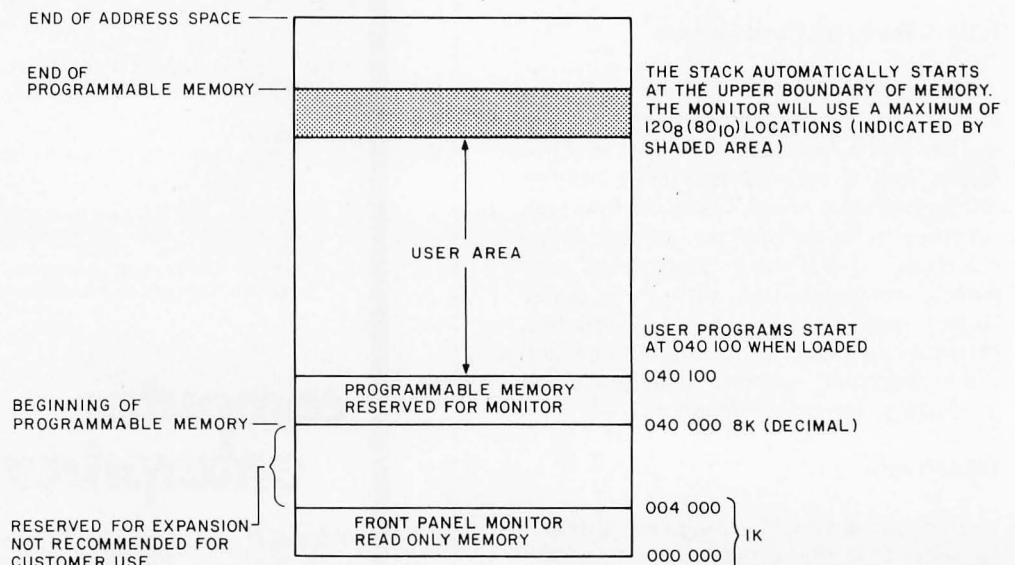 END OF ADDRESS SPACE
END OF
PROGRAMMABLE MEMORY
THE STACK AUTOMATICALLY STARTS
AT THE UPPER BOUNDARY OF MEMORY.
THE MONITOR WILL USE A MAXIMUM OF
120₈(80₁₀) LOCATIONS (INDICATED BY
SHADED AREA)
USER AREA
USER PROGRAMS START
AT 040 100 WHEN LOADED
040 100
PROGRAMMABLE MEMORY
RESERVED FOR MONITOR
BEGINNING OF
PROGRAMMABLE MEMORY
040 000 8K (DECIMAL)
004 000
RESERVED FOR EXPANSION
NOT RECOMMENDED FOR
CUSTOMER USE
FRONT PANEL MONITOR
READ ONLY MEMORY
1K
000 000